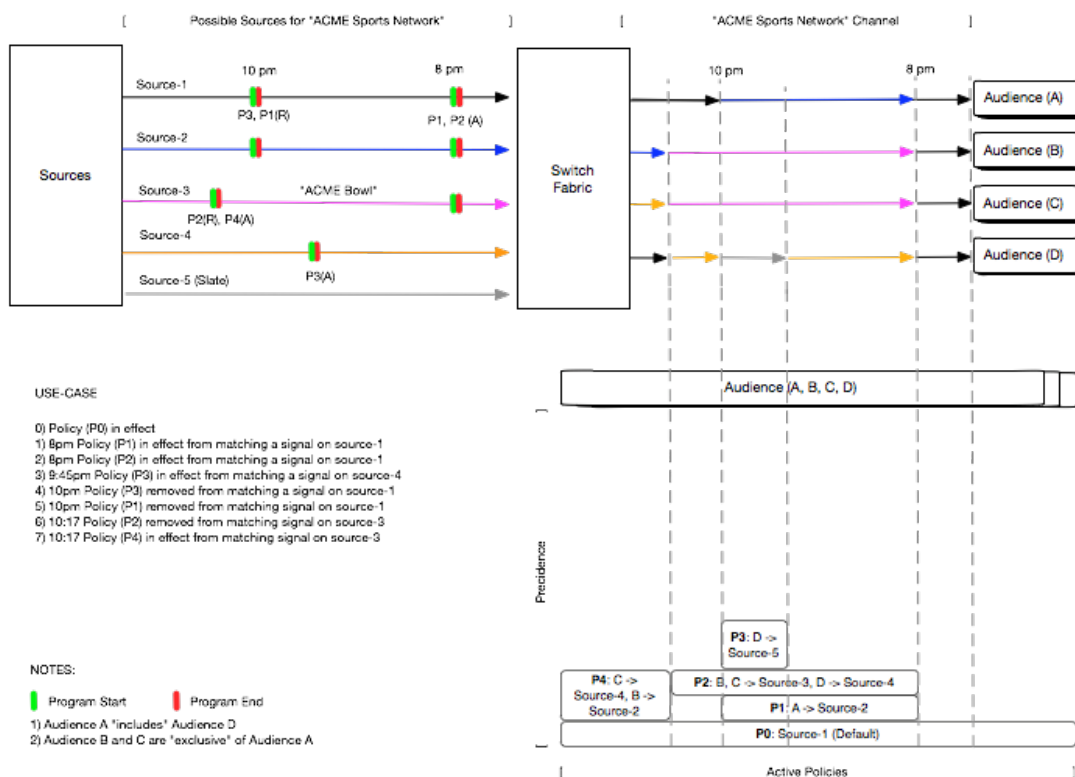 [ Possible Sources for "ACME Sports Network" ]
[ "ACME Sports Network" Channel ]
Sources
10 pm
8 pm
Source-1
P3, P1(R)
P1, P2 (A)
Source-2
Source-3
"ACME Bowl"
P2(R), P4(A)
Source-4
P3(A)
Source-5 (Slate)
Switch
Fabric
10 pm
8 pm
Audience (A)
Audience (B)
Audience (C)
Audience (D)
Audience (A, B, C, D)
USE-CASE
0) Policy (P0) in effect
1) 8pm Policy (P1) in effect from matching a signal on source-1
2) 8pm Policy (P2) in effect from matching a signal on source-1
3) 9:45pm Policy (P3) in effect from matching a signal on source-4
4) 10pm Policy (P3) removed from matching a signal on source-1
5) 10pm Policy (P1) removed from matching a signal on source-1
6) 10:17 Policy (P2) removed from matching signal on source-3
7) 10:17 Policy (P4) in effect from matching signal on source-3
[ Precidence ]
P3: D ->
Source-5
P4: C ->
Source-4, B ->
Source-2
P2: B, C -> Source-3, D -> Source-4
P1: A -> Source-2
P0: Source-1 (Default)
[ Active Policies ]
NOTES:
Program Start
Program End
1) Audience A "includes" Audience D
2) Audience B and C are "exclusive" of Audience A